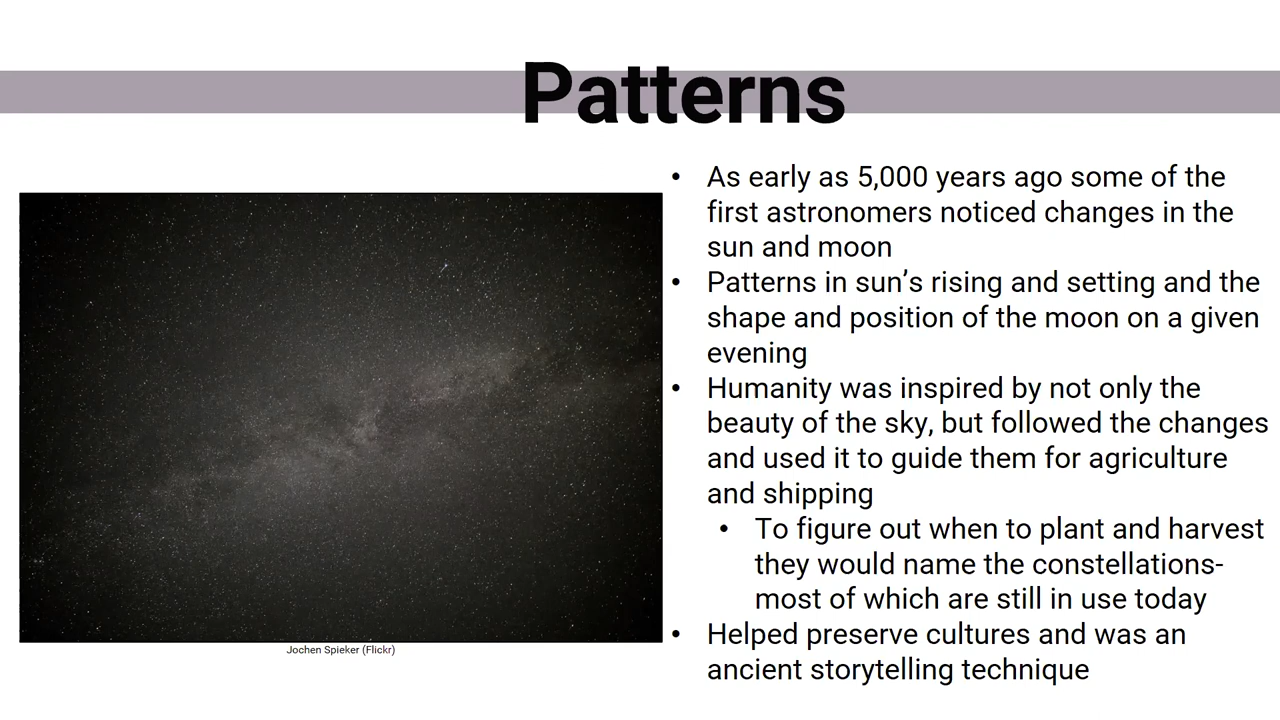 Patterns
• As early as 5,000 years ago some of the
first astronomers noticed changes in the
sun and moon
• Patterns in sun’s rising and setting and the
shape and position of the moon on a given
evening
• Humanity was inspired by not only the
beauty of the sky, but followed the changes
and used it to guide them for agriculture
and shipping
• To figure out when to plant and harvest
they would name the constellations-
most of which are still in use today
• Helped preserve cultures and was an
ancient storytelling technique
Jochen Spieker (Flickr)